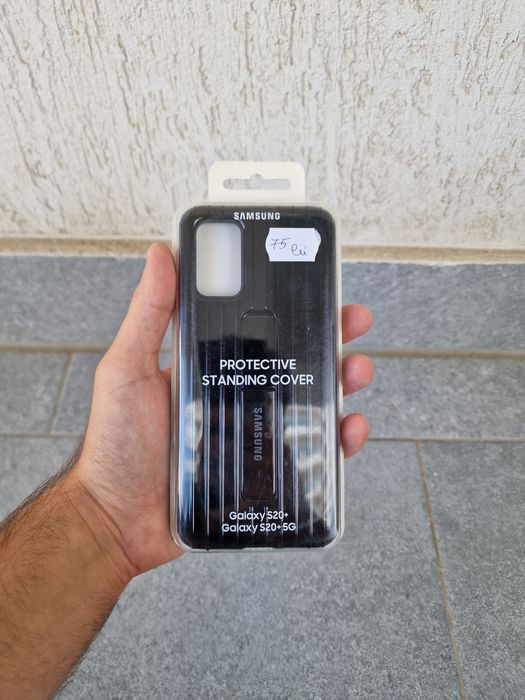 SAMSUNG
75 lei
PROTECTIVE
STANDING COVER
SAMSUNG
Galaxy S20+
Galaxy S20+ 5G